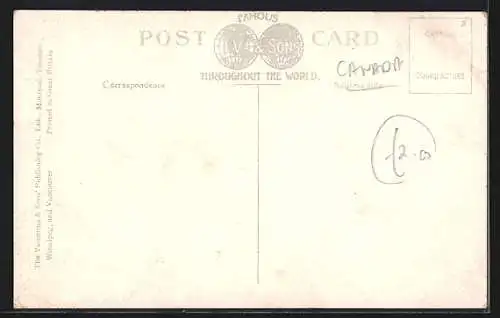 FAMOUS
POST CARD
V. & SONS
THROUGHOUT THE WORLD.
CANADA
Correspondence
£2.00
The Valentine & Sons' Publishing Co., Ltd., Montreal, Toronto,
Winnipeg, and Vancouver
Printed in Great Britain